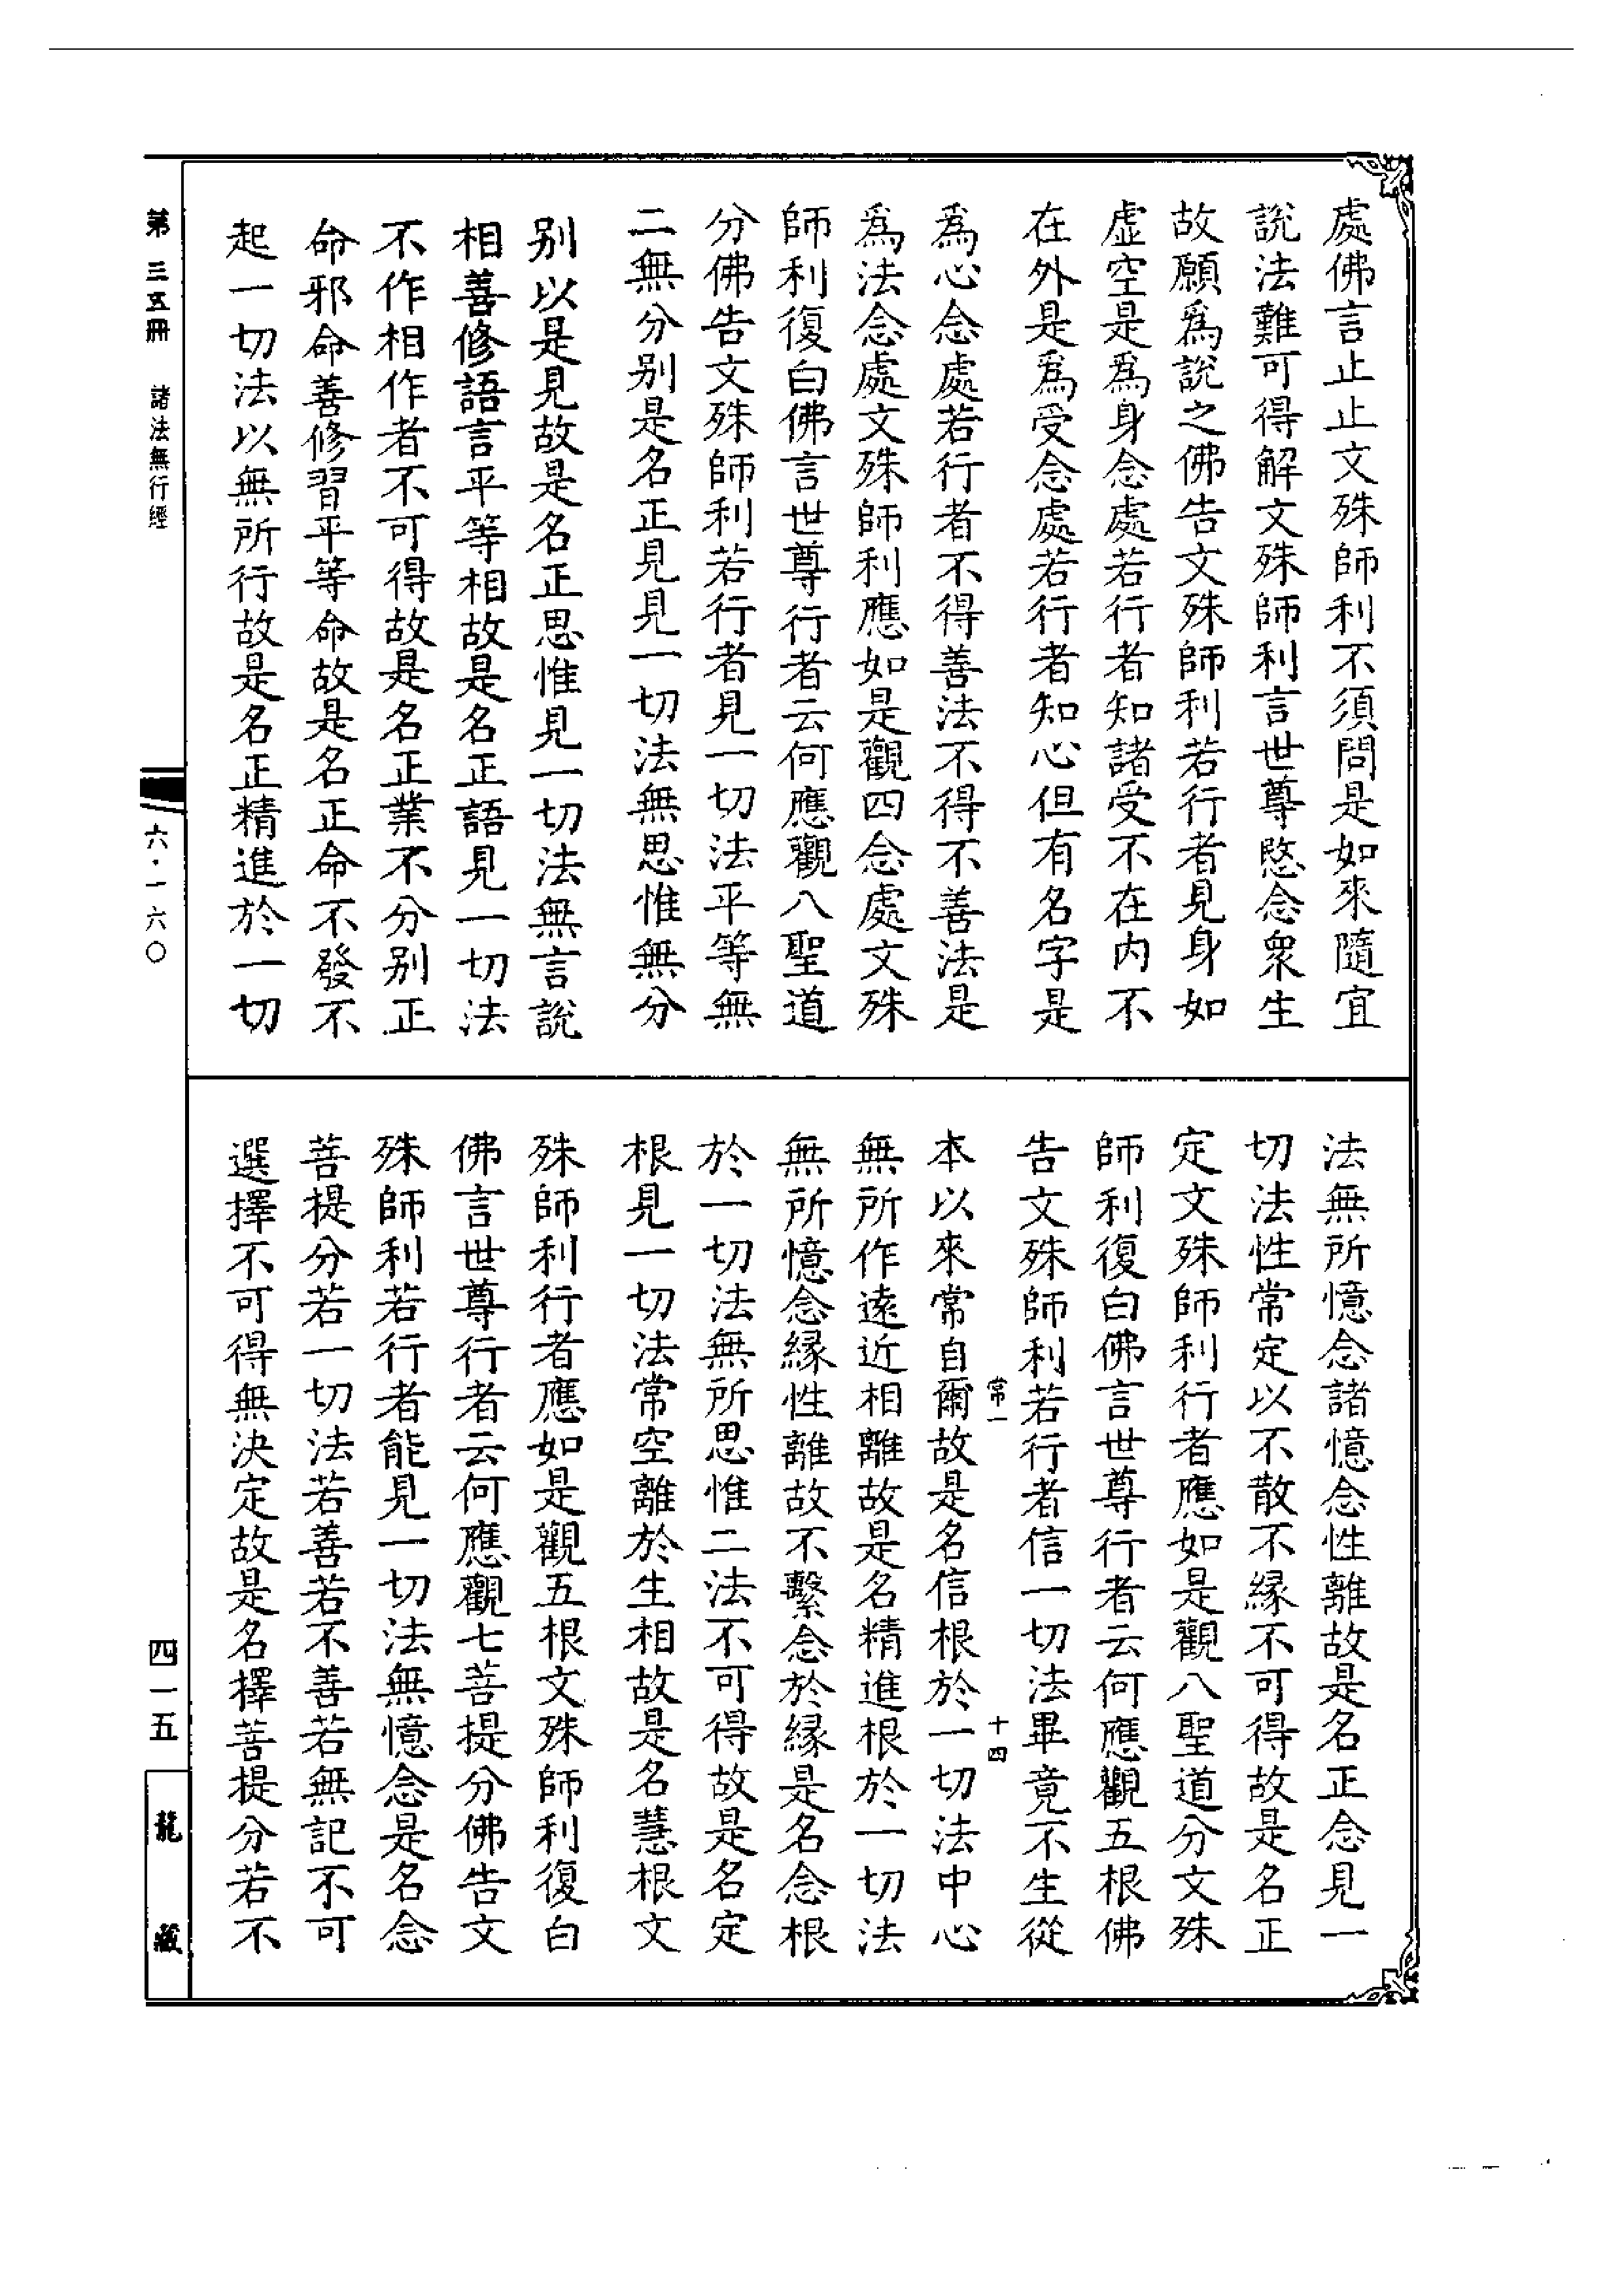 處佛言止止文殊師利不須問是如來隨宜
說法難可得解文殊師利言世尊愍念衆生
故願爲說之佛告文殊師利若行者見身如
虛空是爲身念處若行者知諸受不在內不
在外是爲受念處若行者知心但有名字是
爲心念處若行者不得善法不得不善法是
爲法念處文殊師利應如是觀四念處文殊
師利復白佛言世尊行者云何應觀八聖道
分佛告文殊師利若行者見一切法平等無
二無分别是名正見見一切法無思惟無分
别以是見故是名正思惟見一切法無言說
相善修語言平等相故是名正語見一切法
不作相作者不可得故是名正業不分别正
命邪命善修習平等命故是名正命不發不
起一切法以無所行故是名正精進於一切
法無所憶念諸憶念性離故是名正念見一
切法性常定以不散不緣不可得故是名正
定文殊師利行者應如是觀八聖道分文殊
師利復白佛言世尊行者云何應觀五根佛
告文殊師利若行者信一切法畢竟不生從
常一
十四
本以來常自爾故是名信根於一切法中心
無所作遠近相離故是名精進根於一切法
無所憶念緣性離故不繫念於緣是名念根
於一切法無所思惟二法不可得故是名定
根見一切法常空離於生相故是名慧根文
殊師利行者應如是觀五根文殊師利復白
佛言世尊行者云何應觀七菩提分佛告文
殊師利若行者能見一切法無憶念是名念
菩提分若一切法若善若不善若無記不可
選擇不可得無決定故是名擇菩提分若不
第三五冊
諸法無行經
六·一六〇
四一五
龍藏